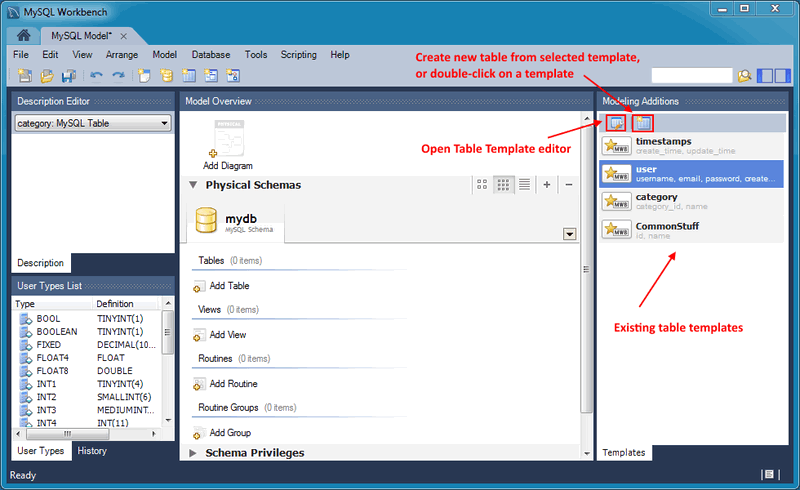 MySQL Workbench
MySQL Model* ×
File Edit View Arrange Model Database Tools Scripting Help
Create new table from selected template,
or double-click on a template
Description Editor
category: MySQL Table
Description
User Types List
Type Definition
BOOL TINYINT(1)
BOOLEAN TINYINT(1)
FIXED DECIMAL(10...
FLOAT4 FLOAT
FLOAT8 DOUBLE
INT1 TINYINT(4)
INT2 SMALLINT(6)
INT3 MEDIUMINT...
INT4 INT(11)
User Types History
Model Overview
Add Diagram
Open Table Template editor
Physical Schemas
mydb
MySQL Schema
Tables (0 items)
Add Table
Views (0 items)
Add View
Routines (0 items)
Add Routine
Routine Groups (0 items)
Add Group
Schema Privileges
Modeling Additions
MWB timestamps
create_time, update_time
MWB user
username, email, password, create...
MWB category
category_id, name
MWB CommonStuff
id, name
Existing table templates
Templates
Ready